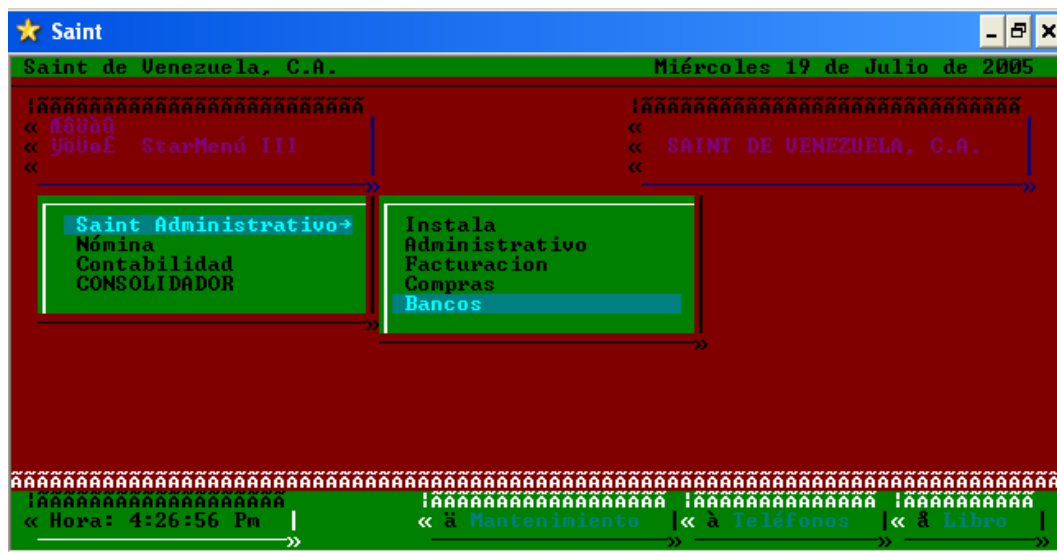 Saint
Saint de Venezuela, C.A. Miércoles 19 de Julio de 2005
StarMenú III
SAINT DE VENEZUELA, C.A.
Saint Administrativo→
Nómina
Contabilidad
CONSOLIDADOR
Instala
Administrativo
Facturacion
Compras
Bancos
« Hora: 4:26:56 Pm
« ä Mantenimiento
« à Teléfonos
« å Libro